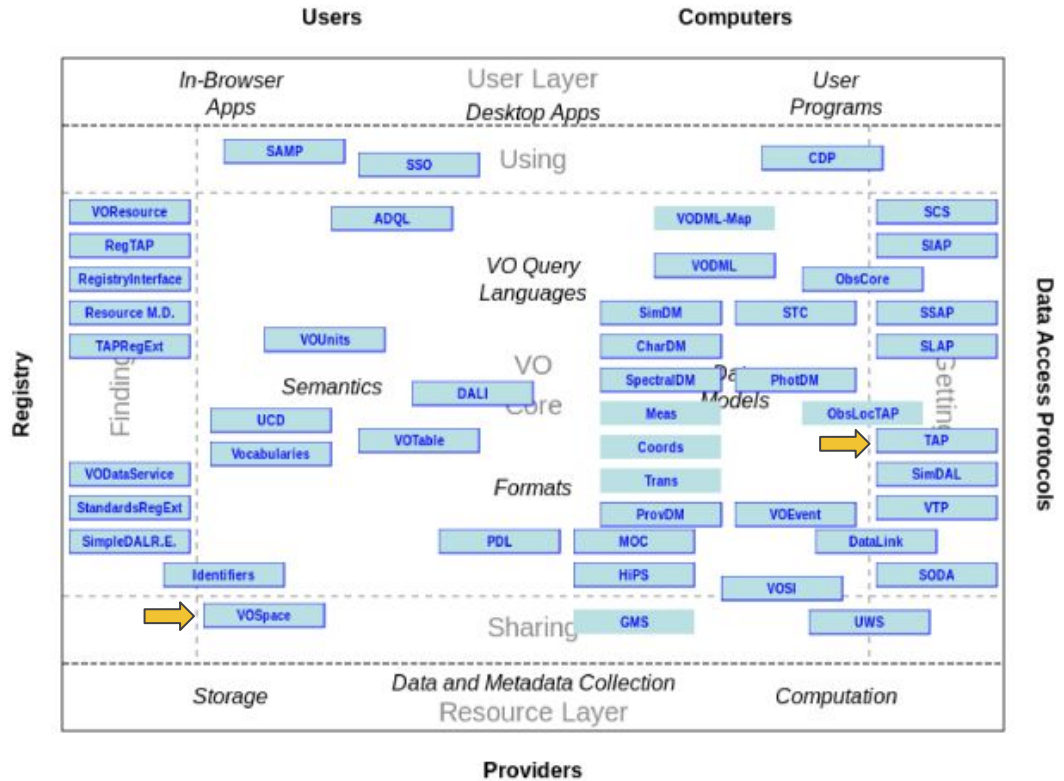 Users
Computers
In-Browser
Apps
User Layer
Desktop Apps
User
Programs
SAMP
SSO
Using
CDP
VOResource
RegTAP
RegistryInterface
Resource M.D.
TAPRegExt
Finding
VODataService
StandardsRegExt
SimpleDALR.E.
Identifiers
Registry
ADQL
VO Query
Languages
VOUnits
Semantics
VO
Core
DALI
UCD
VOTable
Vocabularies
Formats
PDL
VODML-Map
VODML
ObsCore
SimDM
STC
CharDM
SpectralDM
PhotDM
Data
Models
Meas
ObsLocTAP
Coords
Trans
ProvDM
VOEvent
MOC
DataLink
HiPS
VOSI
SCS
SIAP
SSAP
SLAP
TAP
SimDAL
VTP
SODA
Data Access Protocols
VOSpace
Sharing
GMS
UWS
Storage
Data and Metadata Collection
Computation
Resource Layer
Providers